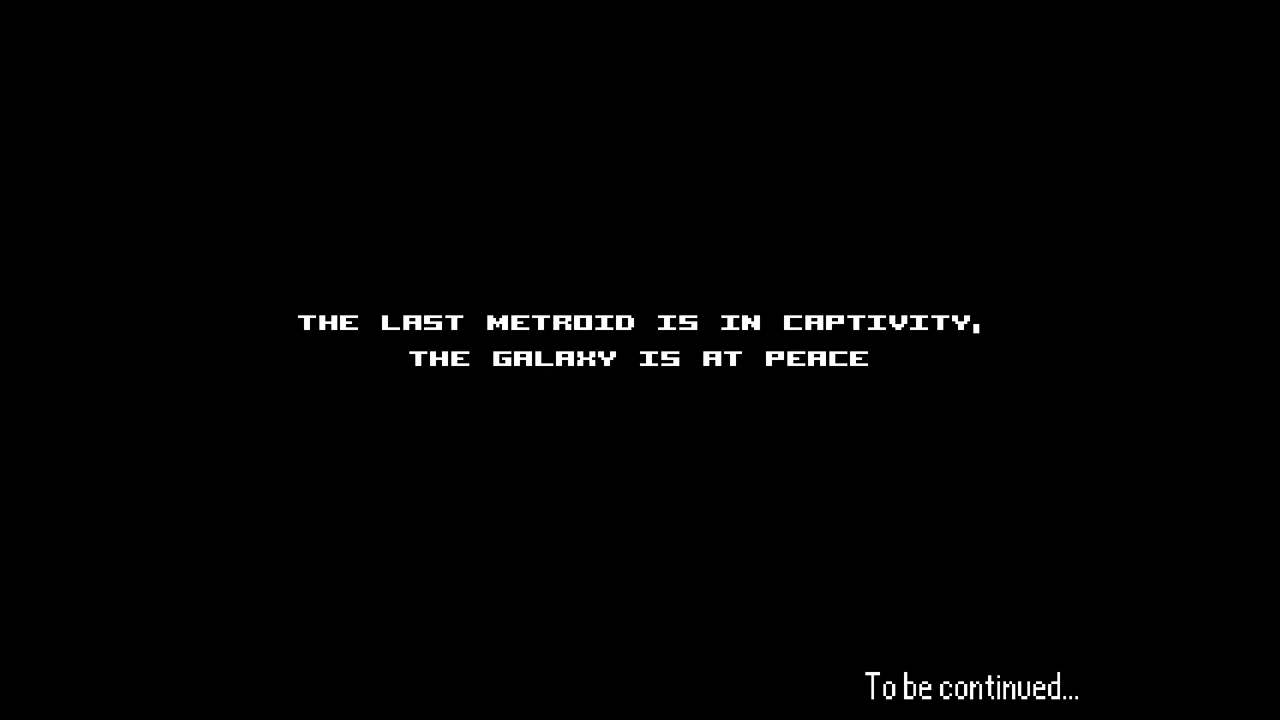 THE LAST METROID IS IN CAPTIVITY,
THE GALAXY IS AT PEACE
To be continued...